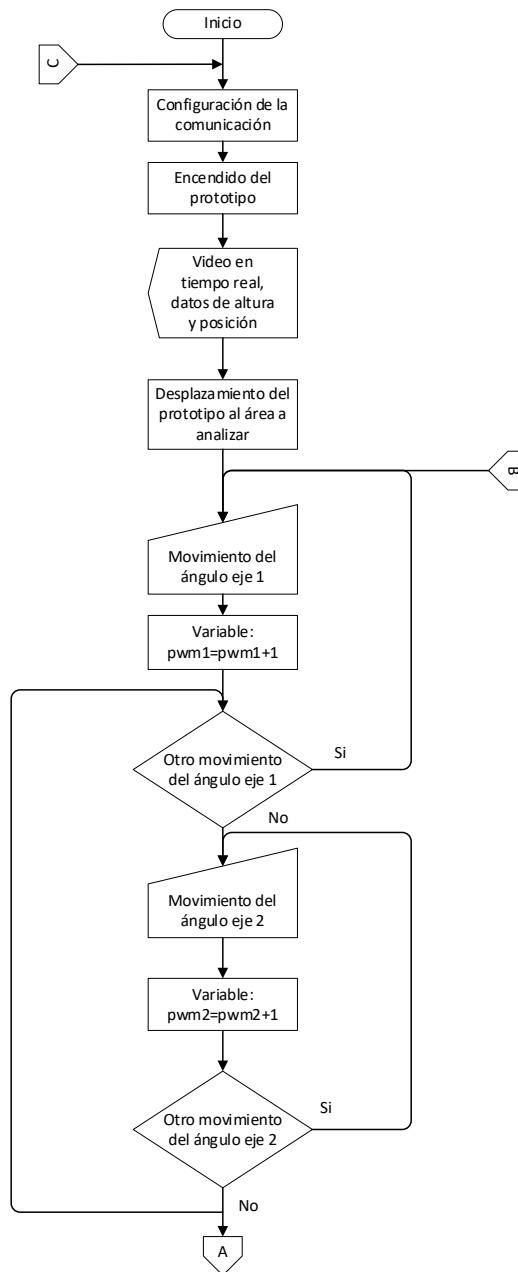 Inicio
C
Configuración de la
comunicación
Encendido del
prototipo
Video en
tiempo real,
datos de altura
y posición
Desplazamiento del
prototipo al área a
analizar
B
Movimiento del
ángulo eje 1
Variable:
pwm1=pwm1+1
Otro movimiento
del ángulo eje 1
Si
No
Movimiento del
ángulo eje 2
Variable:
pwm2=pwm2+1
Otro movimiento
del ángulo eje 2
Si
No
A